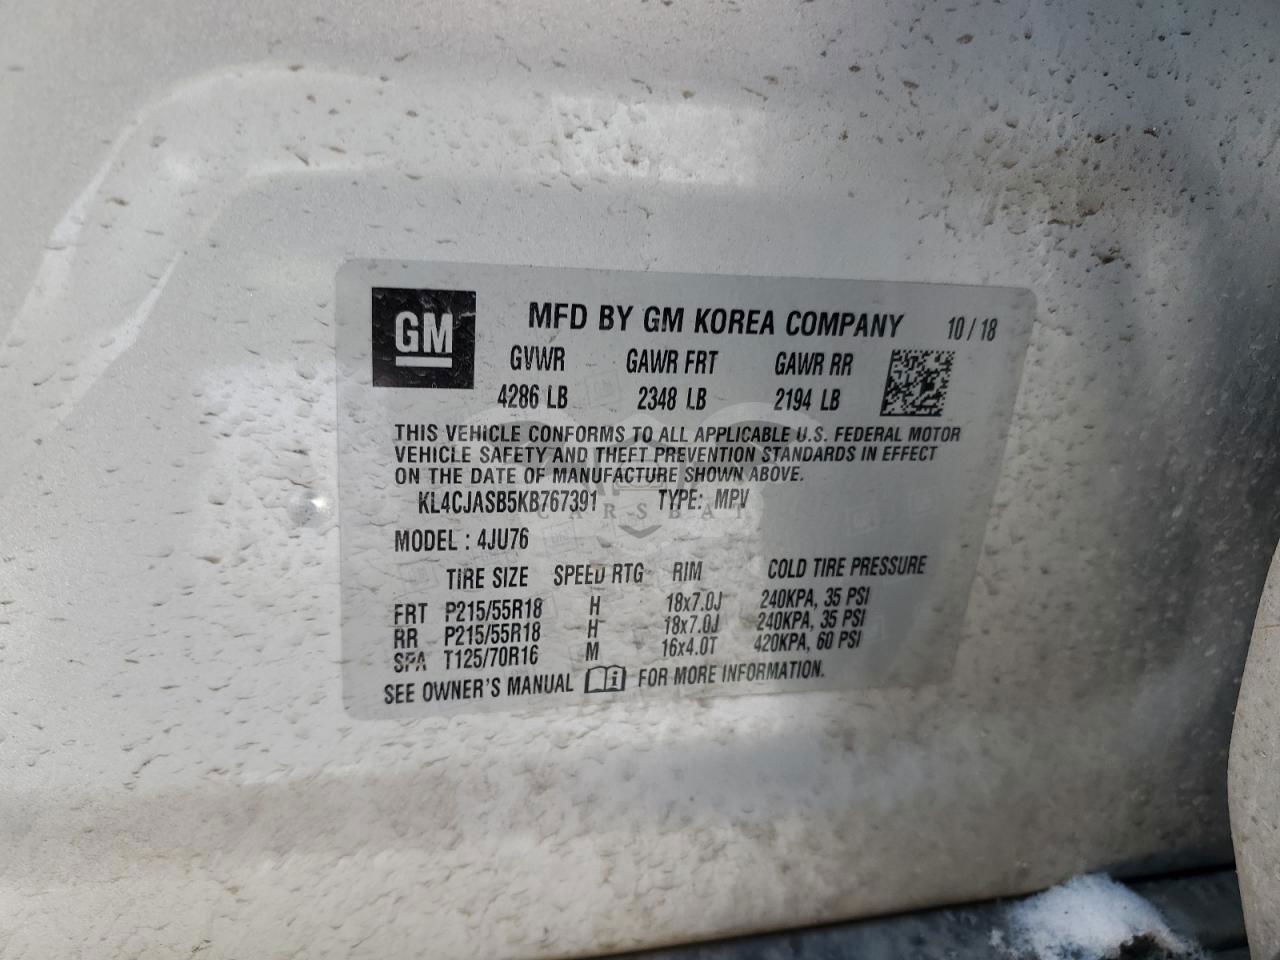 GM
MFD BY GM KOREA COMPANY 10 / 18
GVWR GAWR FRT GAWR RR
4286 LB 2348 LB 2194 LB
THIS VEHICLE CONFORMS TO ALL APPLICABLE U.S. FEDERAL MOTOR
VEHICLE SAFETY AND THEFT PREVENTION STANDARDS IN EFFECT
ON THE DATE OF MANUFACTURE SHOWN ABOVE.
KL4CJASB5KB767391 TYPE: MPV
CARSBAT
MODEL : 4JU76
TIRE SIZE SPEED RTG RIM COLD TIRE PRESSURE
FRT P215/55R18 H 18x7.0J 240KPA, 35 PSI
RR P215/55R18 H 18x7.0J 240KPA, 35 PSI
SPA T125/70R16 M 16x4.0T 420KPA, 60 PSI
SEE OWNER'S MANUAL FOR MORE INFORMATION.